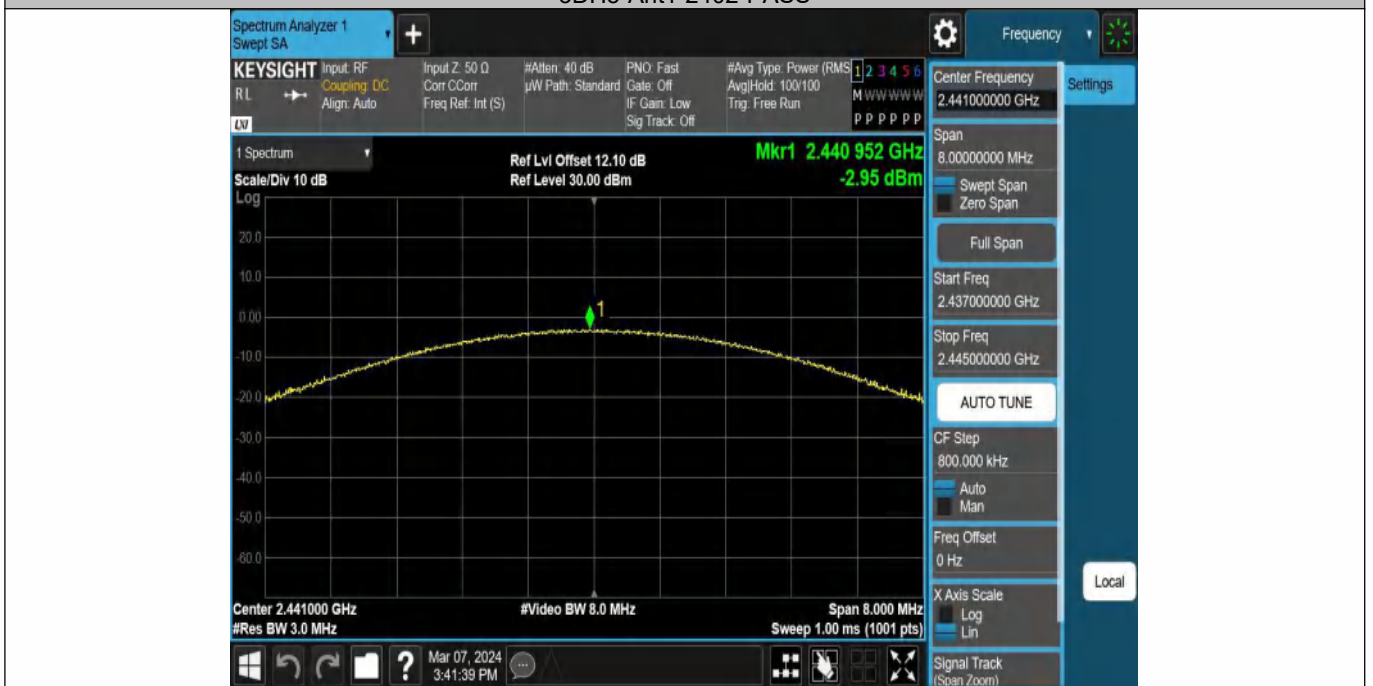 Spectrum Analyzer 1
Swept SA
+
Frequency
KEYSIGHT
RL
LXI
Input: RF
Coupling: DC
Align: Auto
Input Z: 50 Ω
Corr CCorr
Freq Ref: Int (S)
#Atten: 40 dB
µW Path: Standard
PNO: Fast
Gate: Off
IF Gain: Low
Sig Track: Off
#Avg Type: Power (RMS
Avg|Hold: 100/100
Trig: Free Run
1 2 3 4 5 6
M W W W W W
P P P P P P
1 Spectrum
Scale/Div 10 dB
Ref Lvl Offset 12.10 dB
Ref Level 30.00 dBm
Mkr1 2.440 952 GHz
-2.95 dBm
Log
20.0
10.0
0.00
-10.0
-20.0
-30.0
-40.0
-50.0
-60.0
1
Center 2.441000 GHz
#Res BW 3.0 MHz
#Video BW 8.0 MHz
Span 8.000 MHz
Sweep 1.00 ms (1001 pts)
Mar 07, 2024
3:41:39 PM
Center Frequency
2.441000000 GHz
Settings
Span
8.00000000 MHz
Swept Span
Zero Span
Full Span
Start Freq
2.437000000 GHz
Stop Freq
2.445000000 GHz
AUTO TUNE
CF Step
800.000 kHz
Auto
Man
Freq Offset
0 Hz
X Axis Scale
Log
Lin
Local
Signal Track
(Span Zoom)